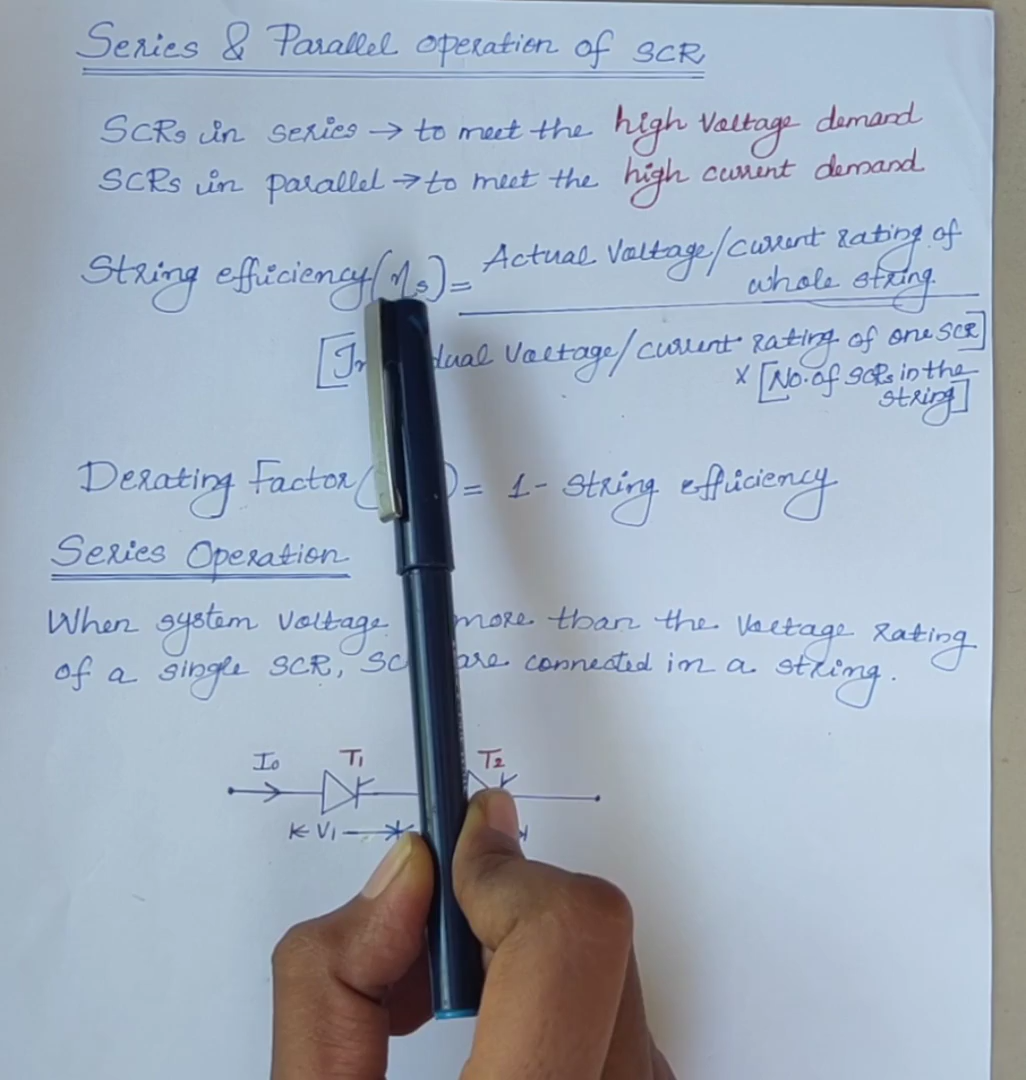 Series & Parallel operation of SCR
SCRs in series → to meet the high Voltage demand
SCRs in parallel → to meet the high current demand
String efficiency (ηs) = Actual Voltage/current rating of
whole string.
dual Voltage/current rating of one SCR]
x [No. of SCRs in the
string]
Derating Factor ( ) = 1 - String efficiency
Series Operation
When system Voltage more than the Voltage Rating
of a single SCR, are connected in a string.
Io T1 T2
V1